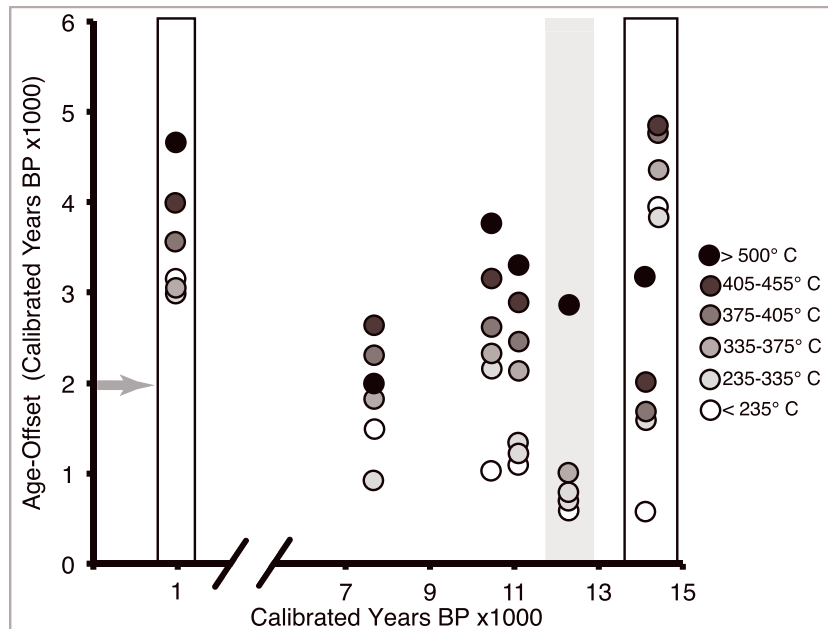 Age-Offset (Calibrated Years BP x1000)
6
5
4
3
2
1
0
1
7
9
11
13
15
Calibrated Years BP x1000
> 500° C
405-455° C
375-405° C
335-375° C
235-335° C
< 235° C